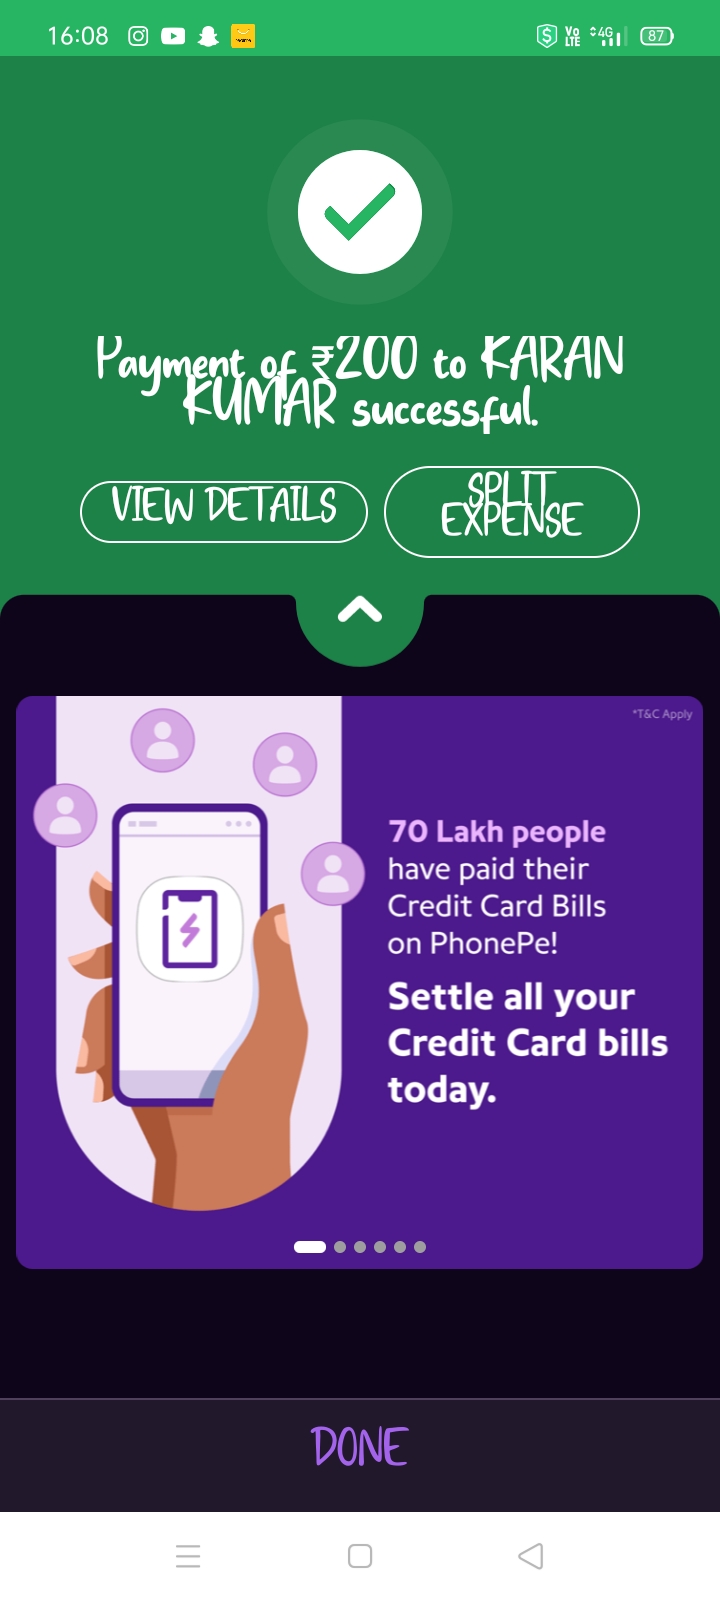 16:08
Vo
LTE
4G
87
Payment of ₹200 to KARAN
KUMAR successful.
VIEW DETAILS
SPLIT
EXPENSE
*T&C Apply
70 Lakh people
have paid their
Credit Card Bills
on PhonePe!
Settle all your
Credit Card bills
today.
DONE